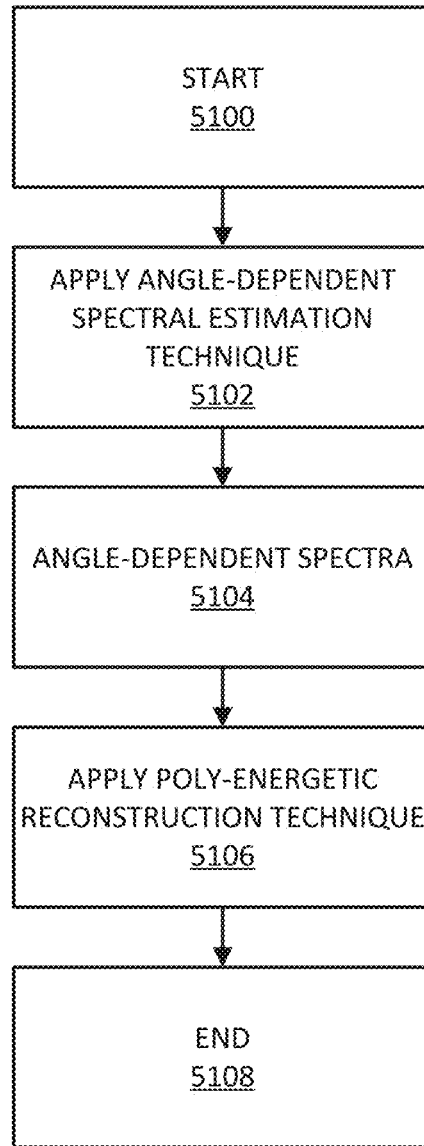 START
5100
APPLY ANGLE-DEPENDENT
SPECTRAL ESTIMATION
TECHNIQUE
5102
ANGLE-DEPENDENT SPECTRA
5104
APPLY POLY-ENERGETIC
RECONSTRUCTION TECHNIQUE
5106
END
5108